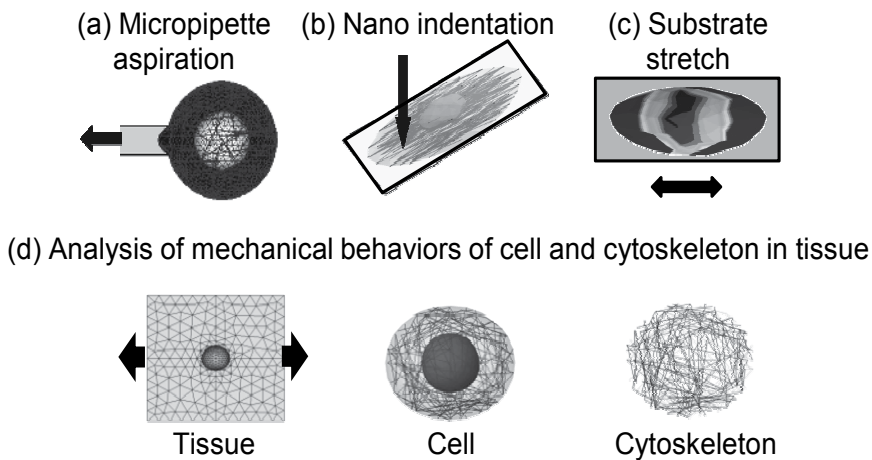 (a) Micropipette
aspiration
(b) Nano indentation
(c) Substrate
stretch
(d) Analysis of mechanical behaviors of cell and cytoskeleton in tissue
Tissue
Cell
Cytoskeleton